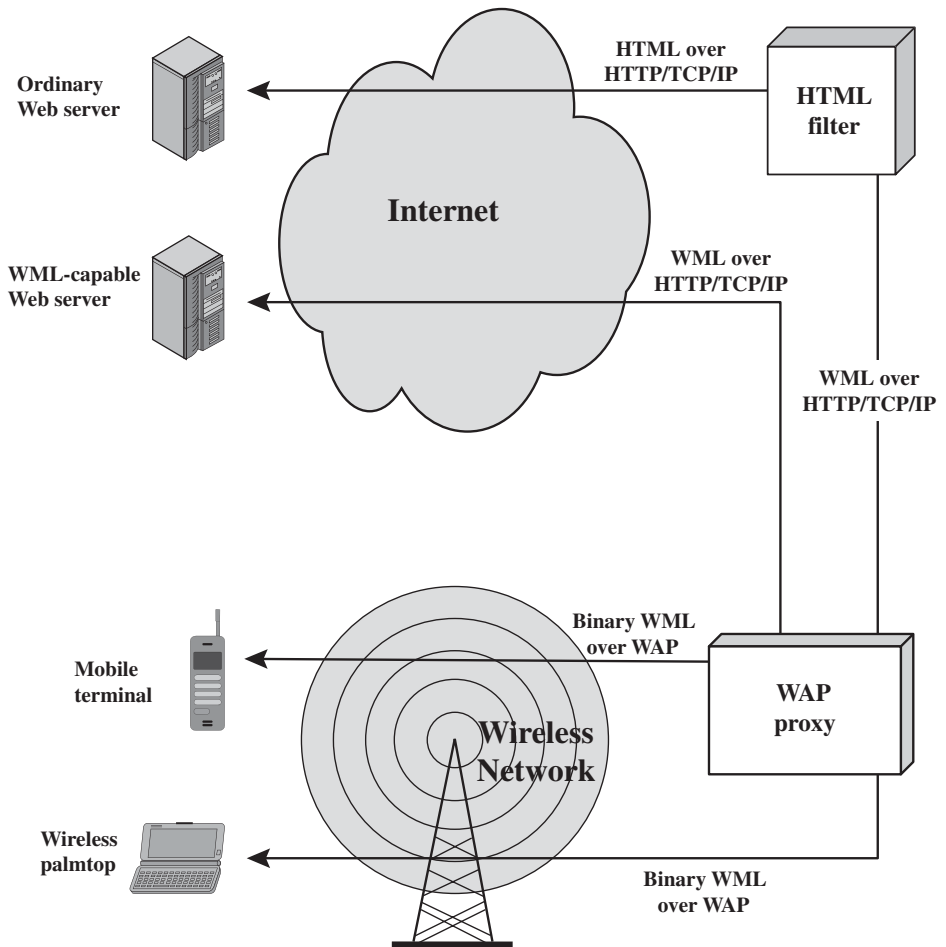 Ordinary
Web server
HTML over
HTTP/TCP/IP
HTML
filter
Internet
WML-capable
Web server
WML over
HTTP/TCP/IP
WML over
HTTP/TCP/IP
Mobile
terminal
Binary WML
over WAP
WAP
proxy
Wireless
Network
Wireless
palmtop
Binary WML
over WAP